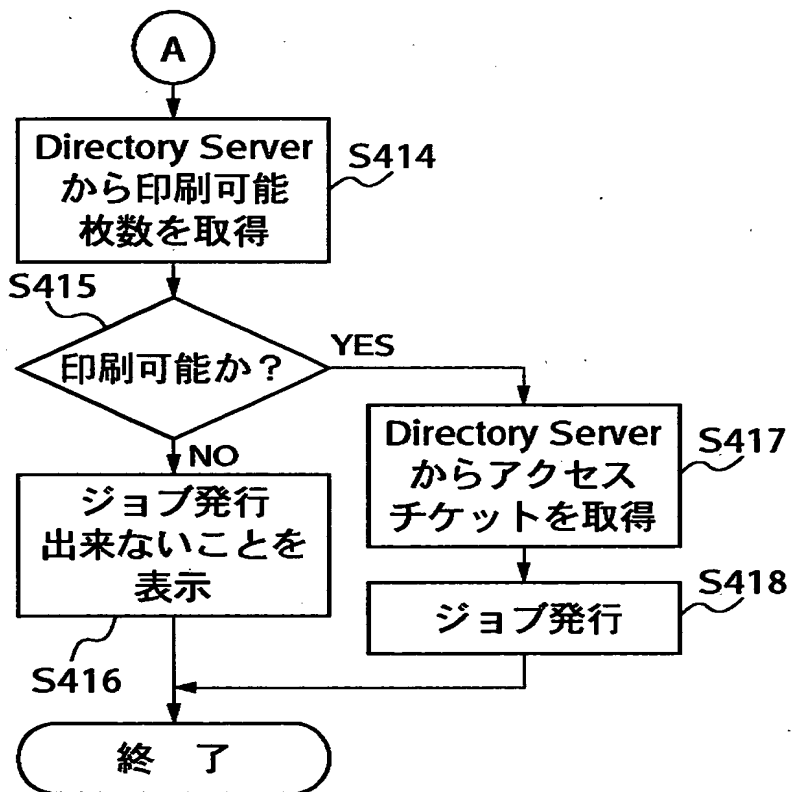 A
Directory Server
から印刷可能
枚数を取得
S414
S415
印刷可能か?
YES
NO
Directory Server
からアクセス
チケットを取得
S417
ジョブ発行
出来ないことを
表示
S416
ジョブ発行
S418
終 了